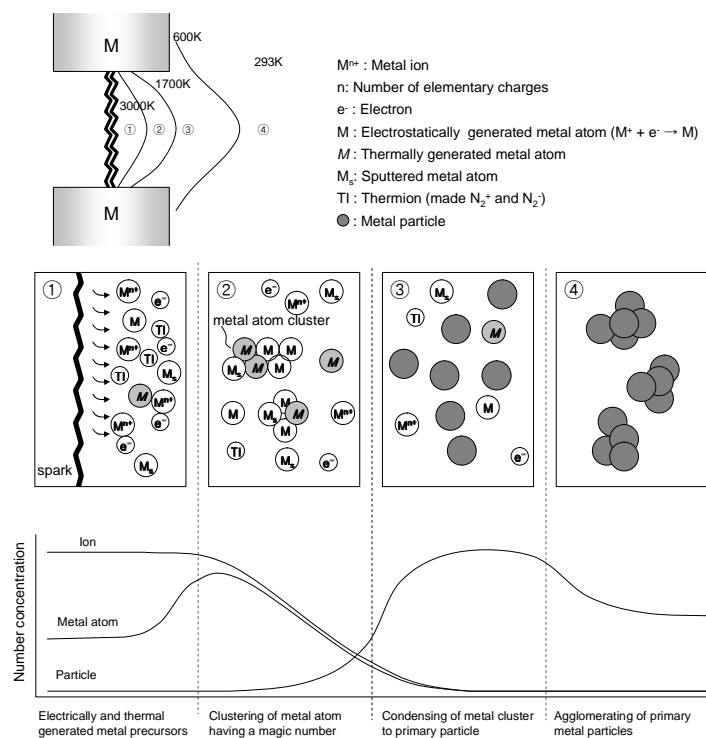 M
600K
293K
1700K
3000K
① ② ③ ④
M
Mⁿ⁺ : Metal ion
n: Number of elementary charges
e⁻ : Electron
M : Electrostatically generated metal atom (M⁺ + e⁻ → M)
M : Thermally generated metal atom
Mₛ : Sputtered metal atom
TI : Thermion (made N₂⁺ and N₂⁻)
: Metal particle
①
Mⁿ⁺
e⁻
M
TI
Mⁿ⁺
e⁻
TI
TI
Mₛ
M
Mⁿ⁺
Mⁿ⁺
e⁻
e⁻
spark
Mₛ
②
e⁻
Mⁿ⁺
Mₛ
metal atom cluster
M M M
M
Mₛ M M
M
M
Mₛ M
Mⁿ⁺
M
TI
Mₛ
e⁻
③
Mₛ
TI
M
M
Mⁿ⁺
e⁻
④
Number concentration
Ion
Metal atom
Particle
Electrically and thermal
generated metal precursors
Clustering of metal atom
having a magic number
Condensing of metal cluster
to primary particle
Agglomerating of primary
metal particles